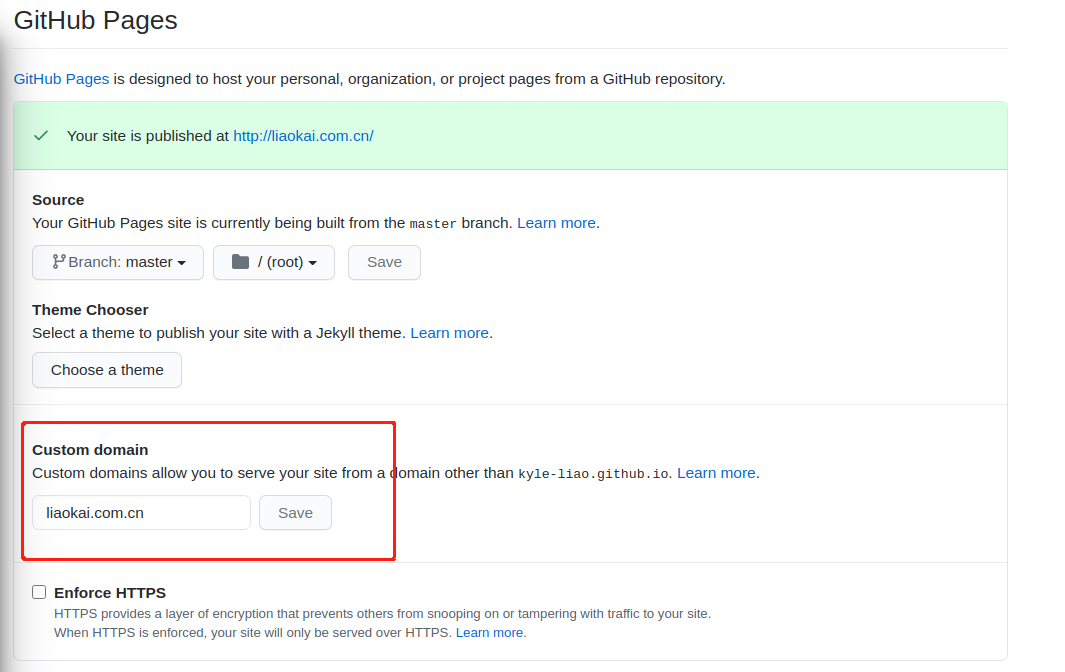 GitHub Pages
GitHub Pages is designed to host your personal, organization, or project pages from a GitHub repository.
Your site is published at http://liaokai.com.cn/
Source
Your GitHub Pages site is currently being built from the master branch. Learn more.
Branch: master / (root) Save
Theme Chooser
Select a theme to publish your site with a Jekyll theme. Learn more.
Choose a theme
Custom domain
Custom domains allow you to serve your site from a domain other than kyle-liao.github.io. Learn more.
liaokai.com.cn Save
Enforce HTTPS
HTTPS provides a layer of encryption that prevents others from snooping on or tampering with traffic to your site.
When HTTPS is enforced, your site will only be served over HTTPS. Learn more.